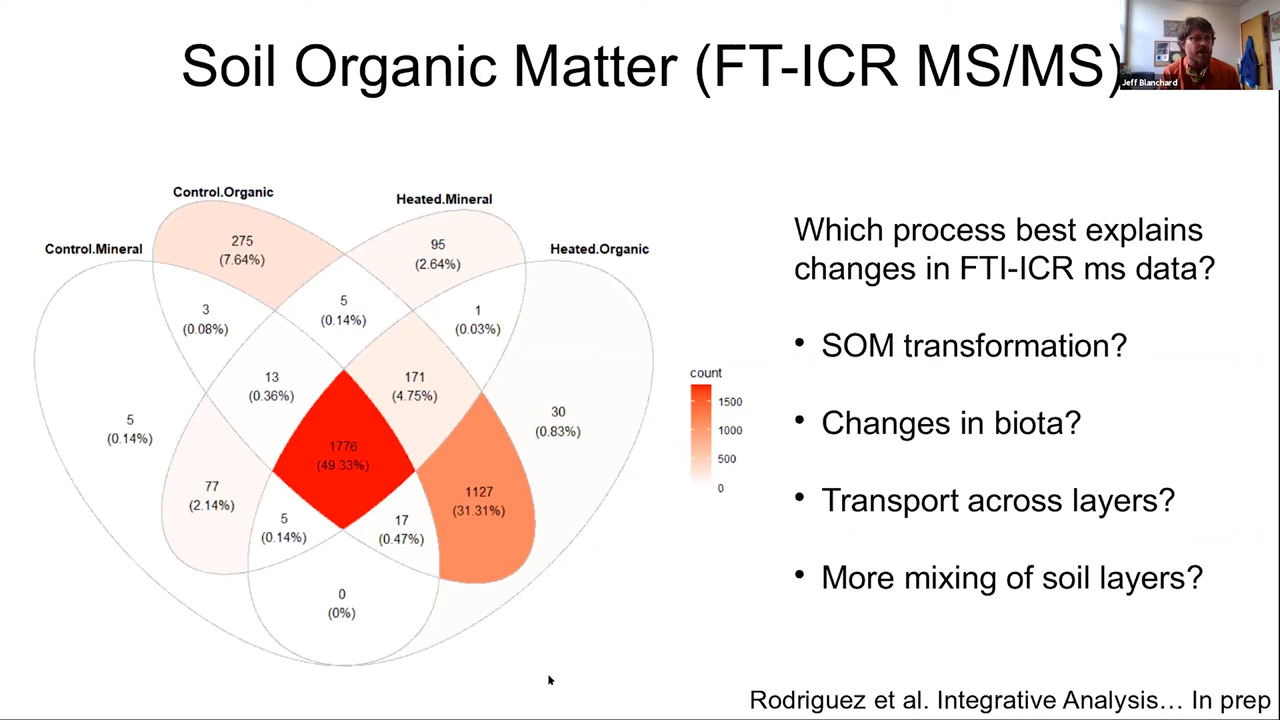 Soil Organic Matter (FT-ICR MS/MS)
Jeff Blanchard
Control.Organic
Heated.Mineral
Control.Mineral
Heated.Organic
275
(7.64%)
95
(2.64%)
3
(0.08%)
5
(0.14%)
1
(0.03%)
13
(0.36%)
171
(4.75%)
5
(0.14%)
30
(0.83%)
1776
(49.33%)
77
(2.14%)
1127
(31.31%)
5
(0.14%)
17
(0.47%)
0
(0%)
count
1500
1000
500
0
Which process best explains
changes in FTI-ICR ms data?
• SOM transformation?
• Changes in biota?
• Transport across layers?
• More mixing of soil layers?
Rodriguez et al. Integrative Analysis… In prep